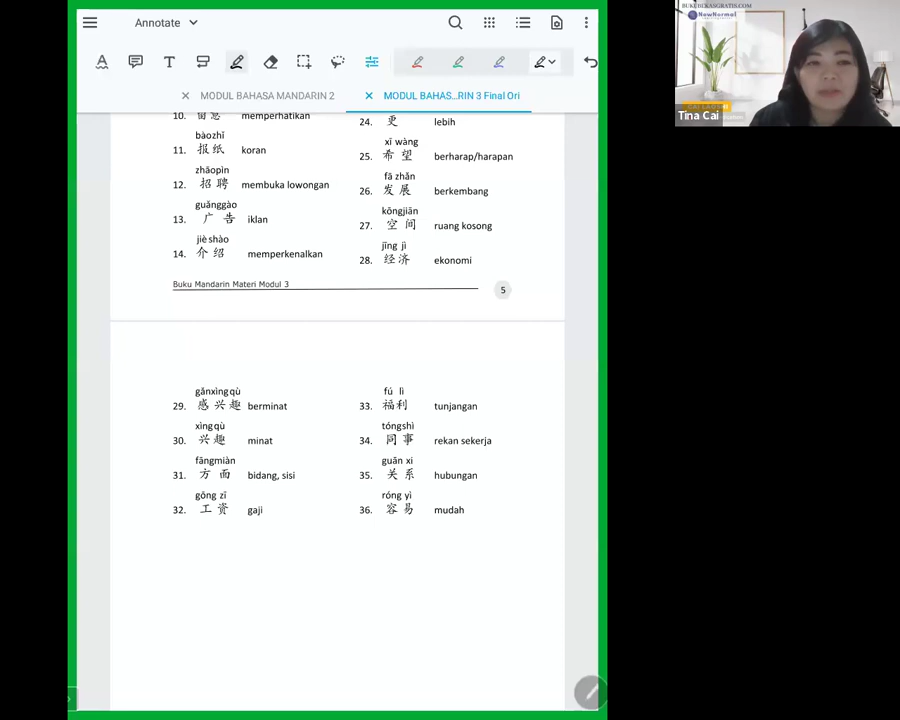 Annotate
MODUL BAHASA MANDARIN 2
MODUL BAHAS...RIN 3 Final Ori
10. 留意 memperhatikan
bàozhǐ
11. 报纸 koran
zhāopìn
12. 招聘 membuka lowongan
guǎnggào
13. 广告 iklan
jiè shào
14. 介绍 memperkenalkan
24. 更 lebih
xī wàng
25. 希望 berharap/harapan
fā zhǎn
26. 发展 berkembang
kōngjiān
27. 空间 ruang kosong
jīng jì
28. 经济 ekonomi
Buku Mandarin Materi Modul 3
5
gǎnxìngqù
29. 感兴趣 berminat
xìngqù
30. 兴趣 minat
fāngmiàn
31. 方面 bidang, sisi
gōng zī
32. 工资 gaji
fú lì
33. 福利 tunjangan
tóngshì
34. 同事 rekan sekerja
guān xi
35. 关系 hubungan
róng yì
36. 容易 mudah
NewNormal
Tina Cai